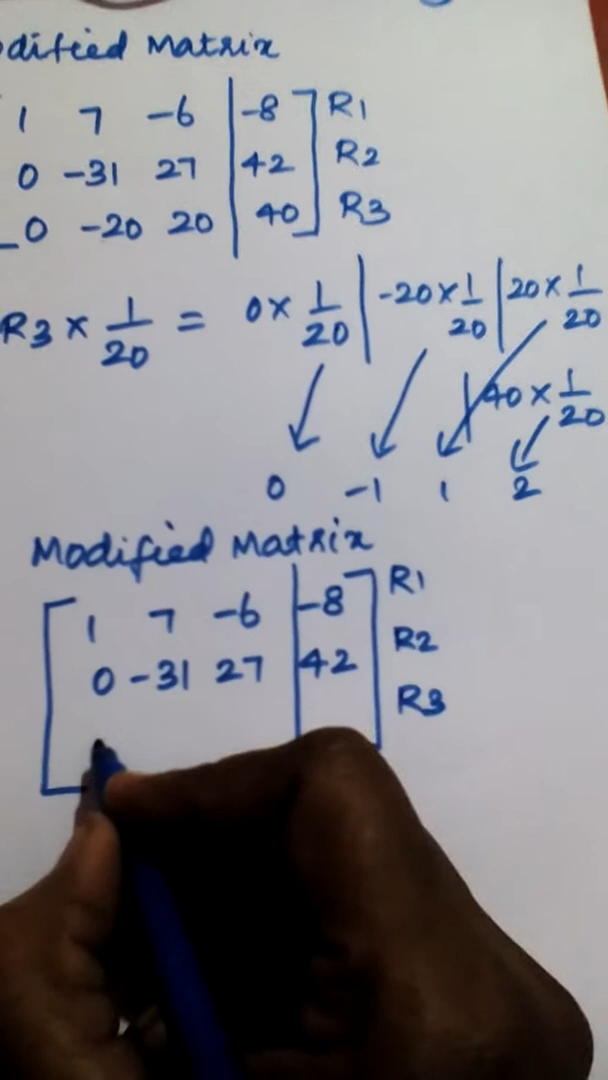 odified Matrix
1 7 -6 | -8 ] R1
0 -31 27 | 42 R2
0 -20 20 | 40 R3
R3 × 1/20 = 0 × 1/20 | -20 × 1/20 | 20 × 1/20
| 40 × 1/20
0 -1 1 2
Modified Matrix
[ 1 7 -6 | -8 ] R1
0 -31 27 | 42 R2
R3